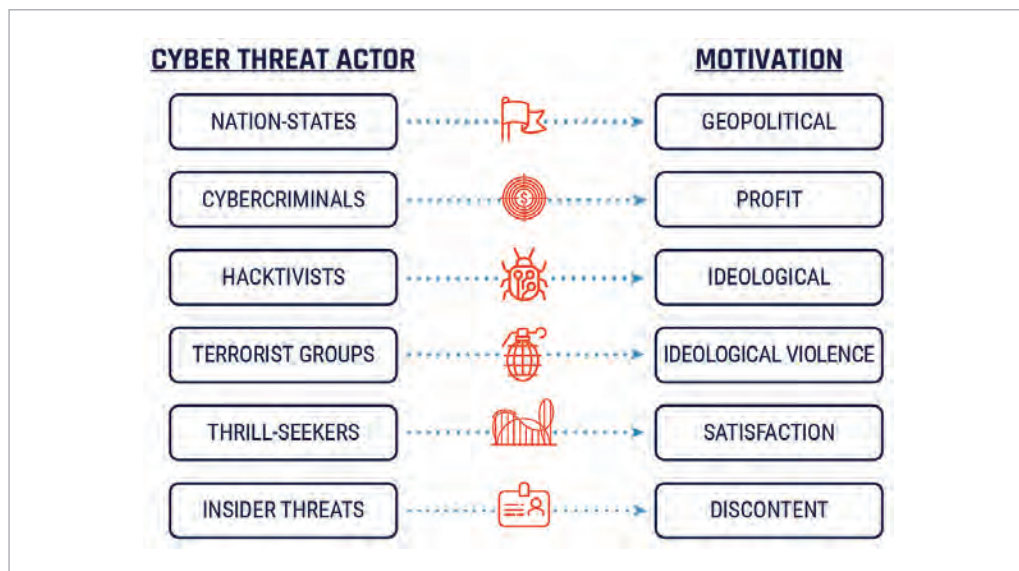 CYBER THREAT ACTOR MOTIVATION
NATION-STATES GEOPOLITICAL
CYBERCRIMINALS $ PROFIT
HACKTIVISTS IDEOLOGICAL
TERRORIST GROUPS IDEOLOGICAL VIOLENCE
THRILL-SEEKERS SATISFACTION
INSIDER THREATS DISCONTENT